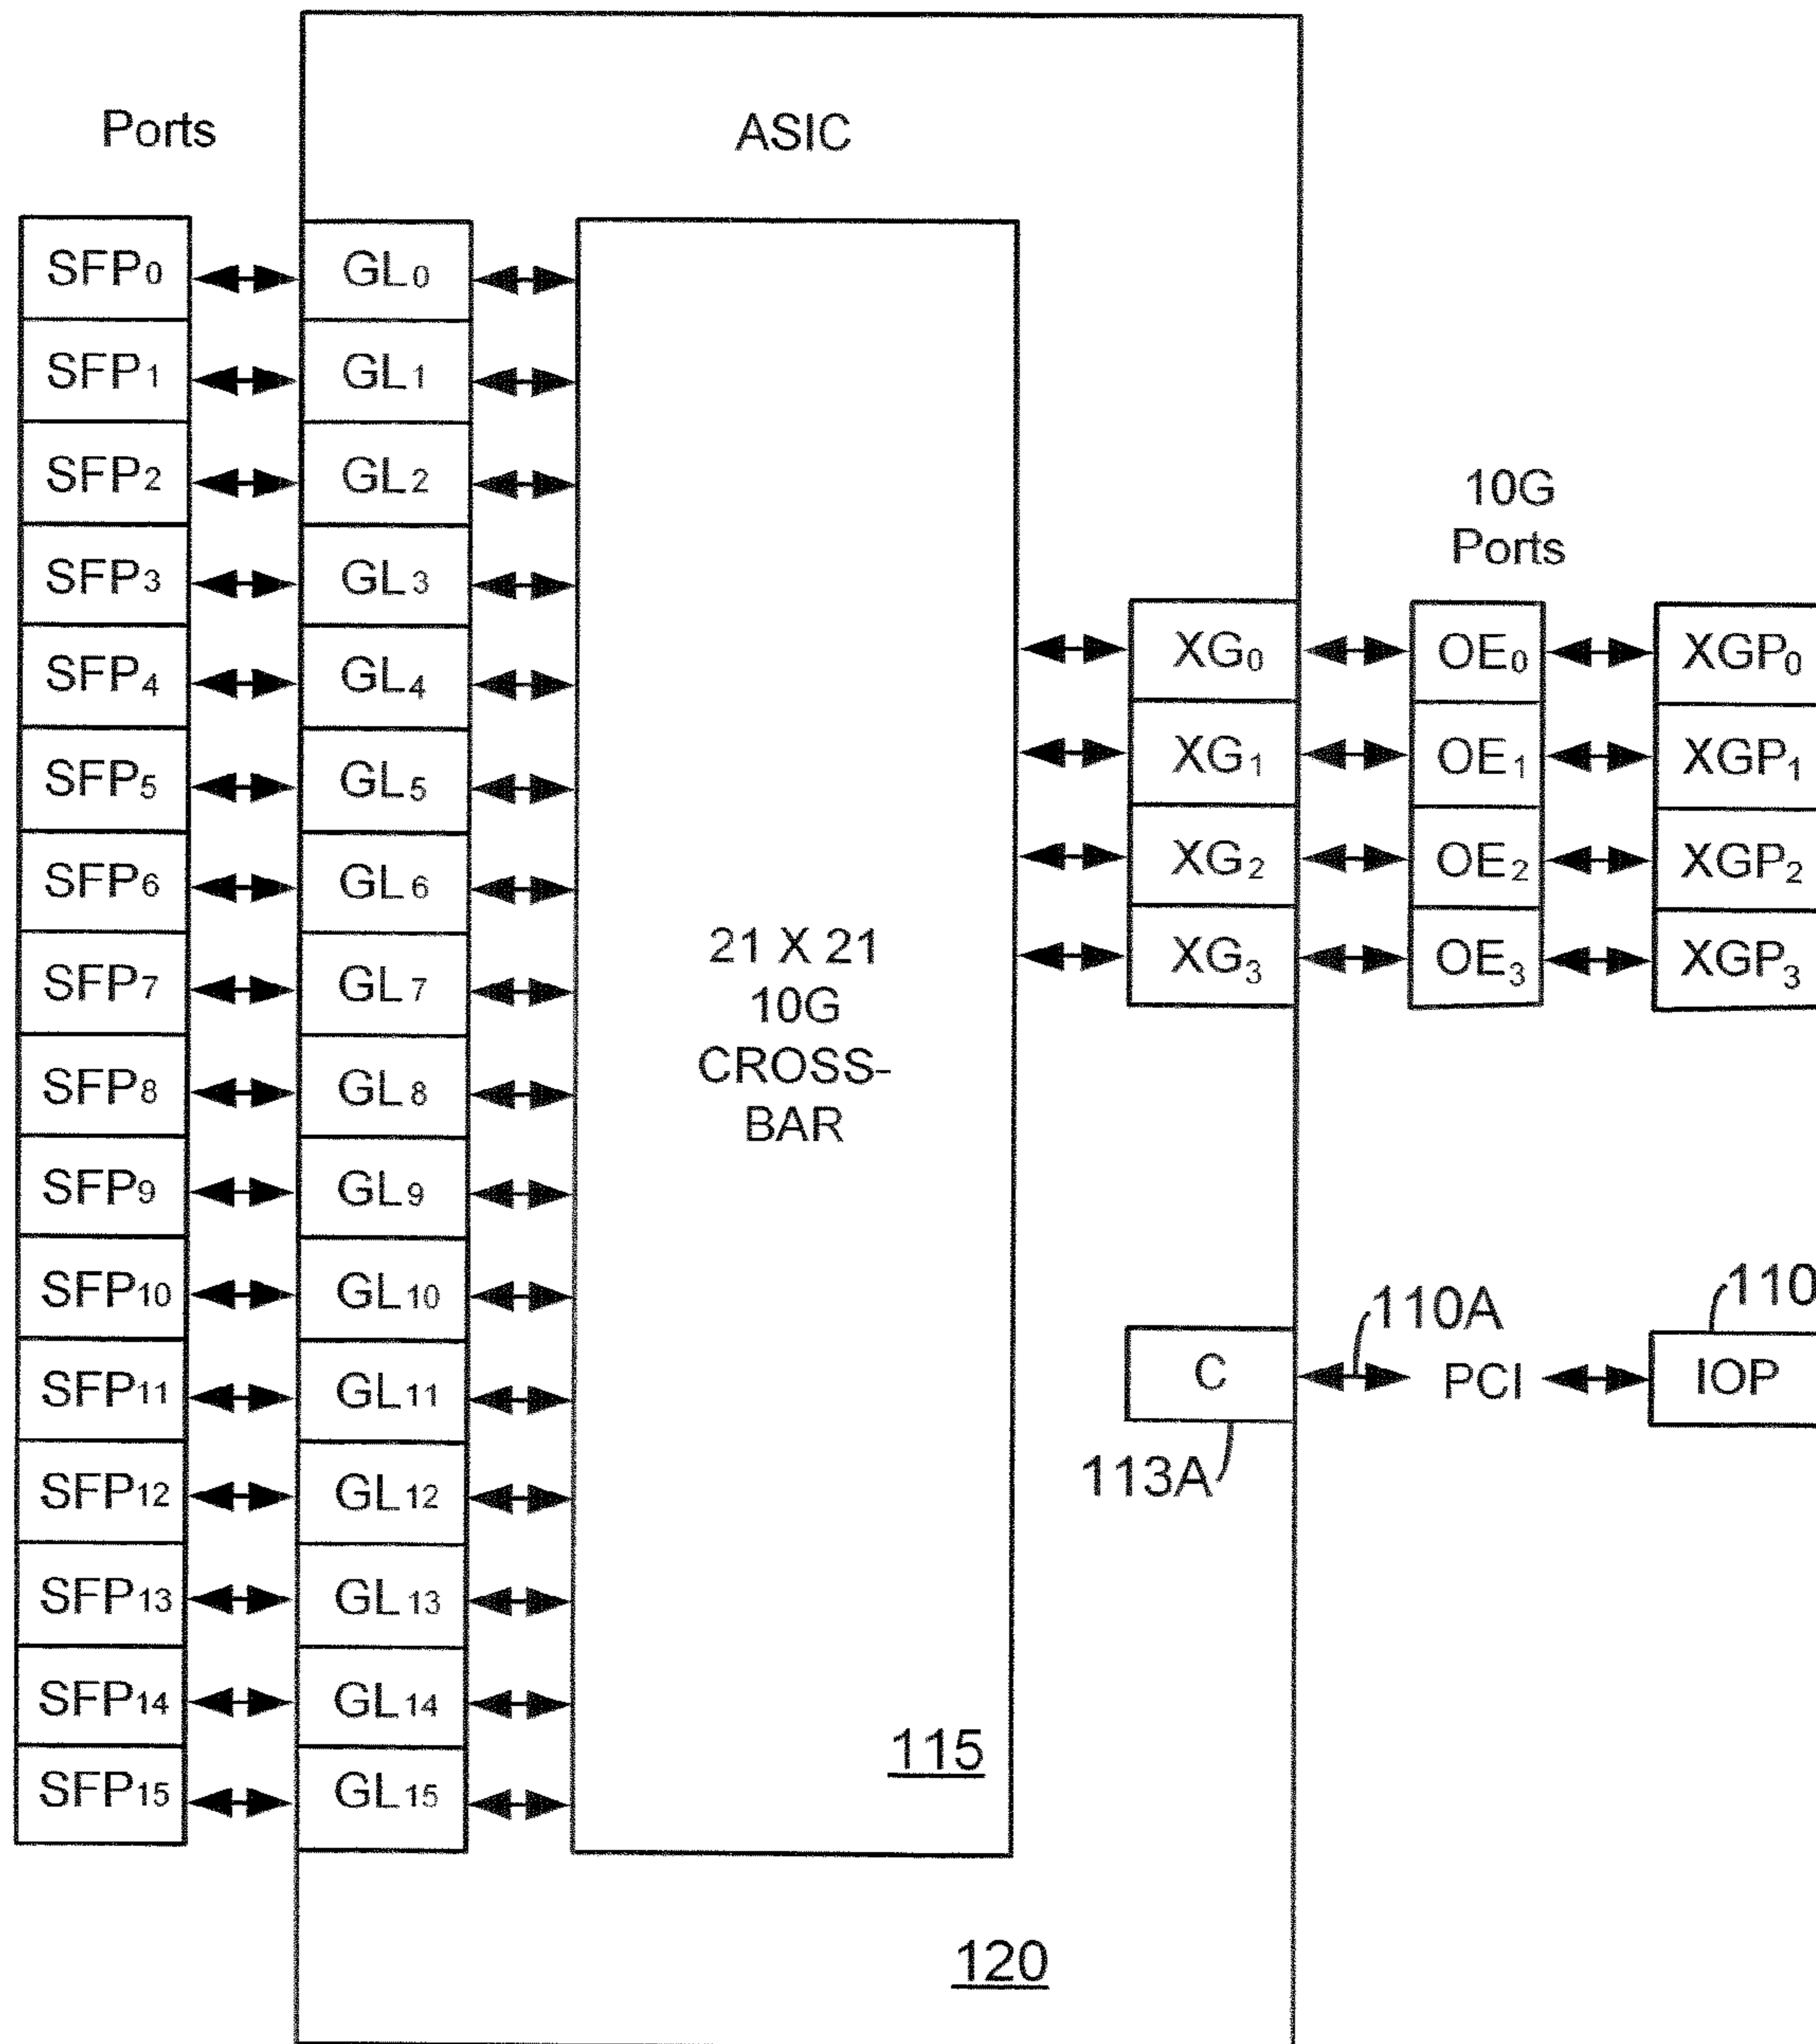 Ports
ASIC
SFP0
SFP1
SFP2
SFP3
SFP4
SFP5
SFP6
SFP7
SFP8
SFP9
SFP10
SFP11
SFP12
SFP13
SFP14
SFP15
GL0
GL1
GL2
GL3
GL4
GL5
GL6
GL7
GL8
GL9
GL10
GL11
GL12
GL13
GL14
GL15
21 X 21
10G
CROSS-
BAR
115
XG0
XG1
XG2
XG3
10G
Ports
OE0
OE1
OE2
OE3
XGP0
XGP1
XGP2
XGP3
C
113A
110A
PCI
110
IOP
120